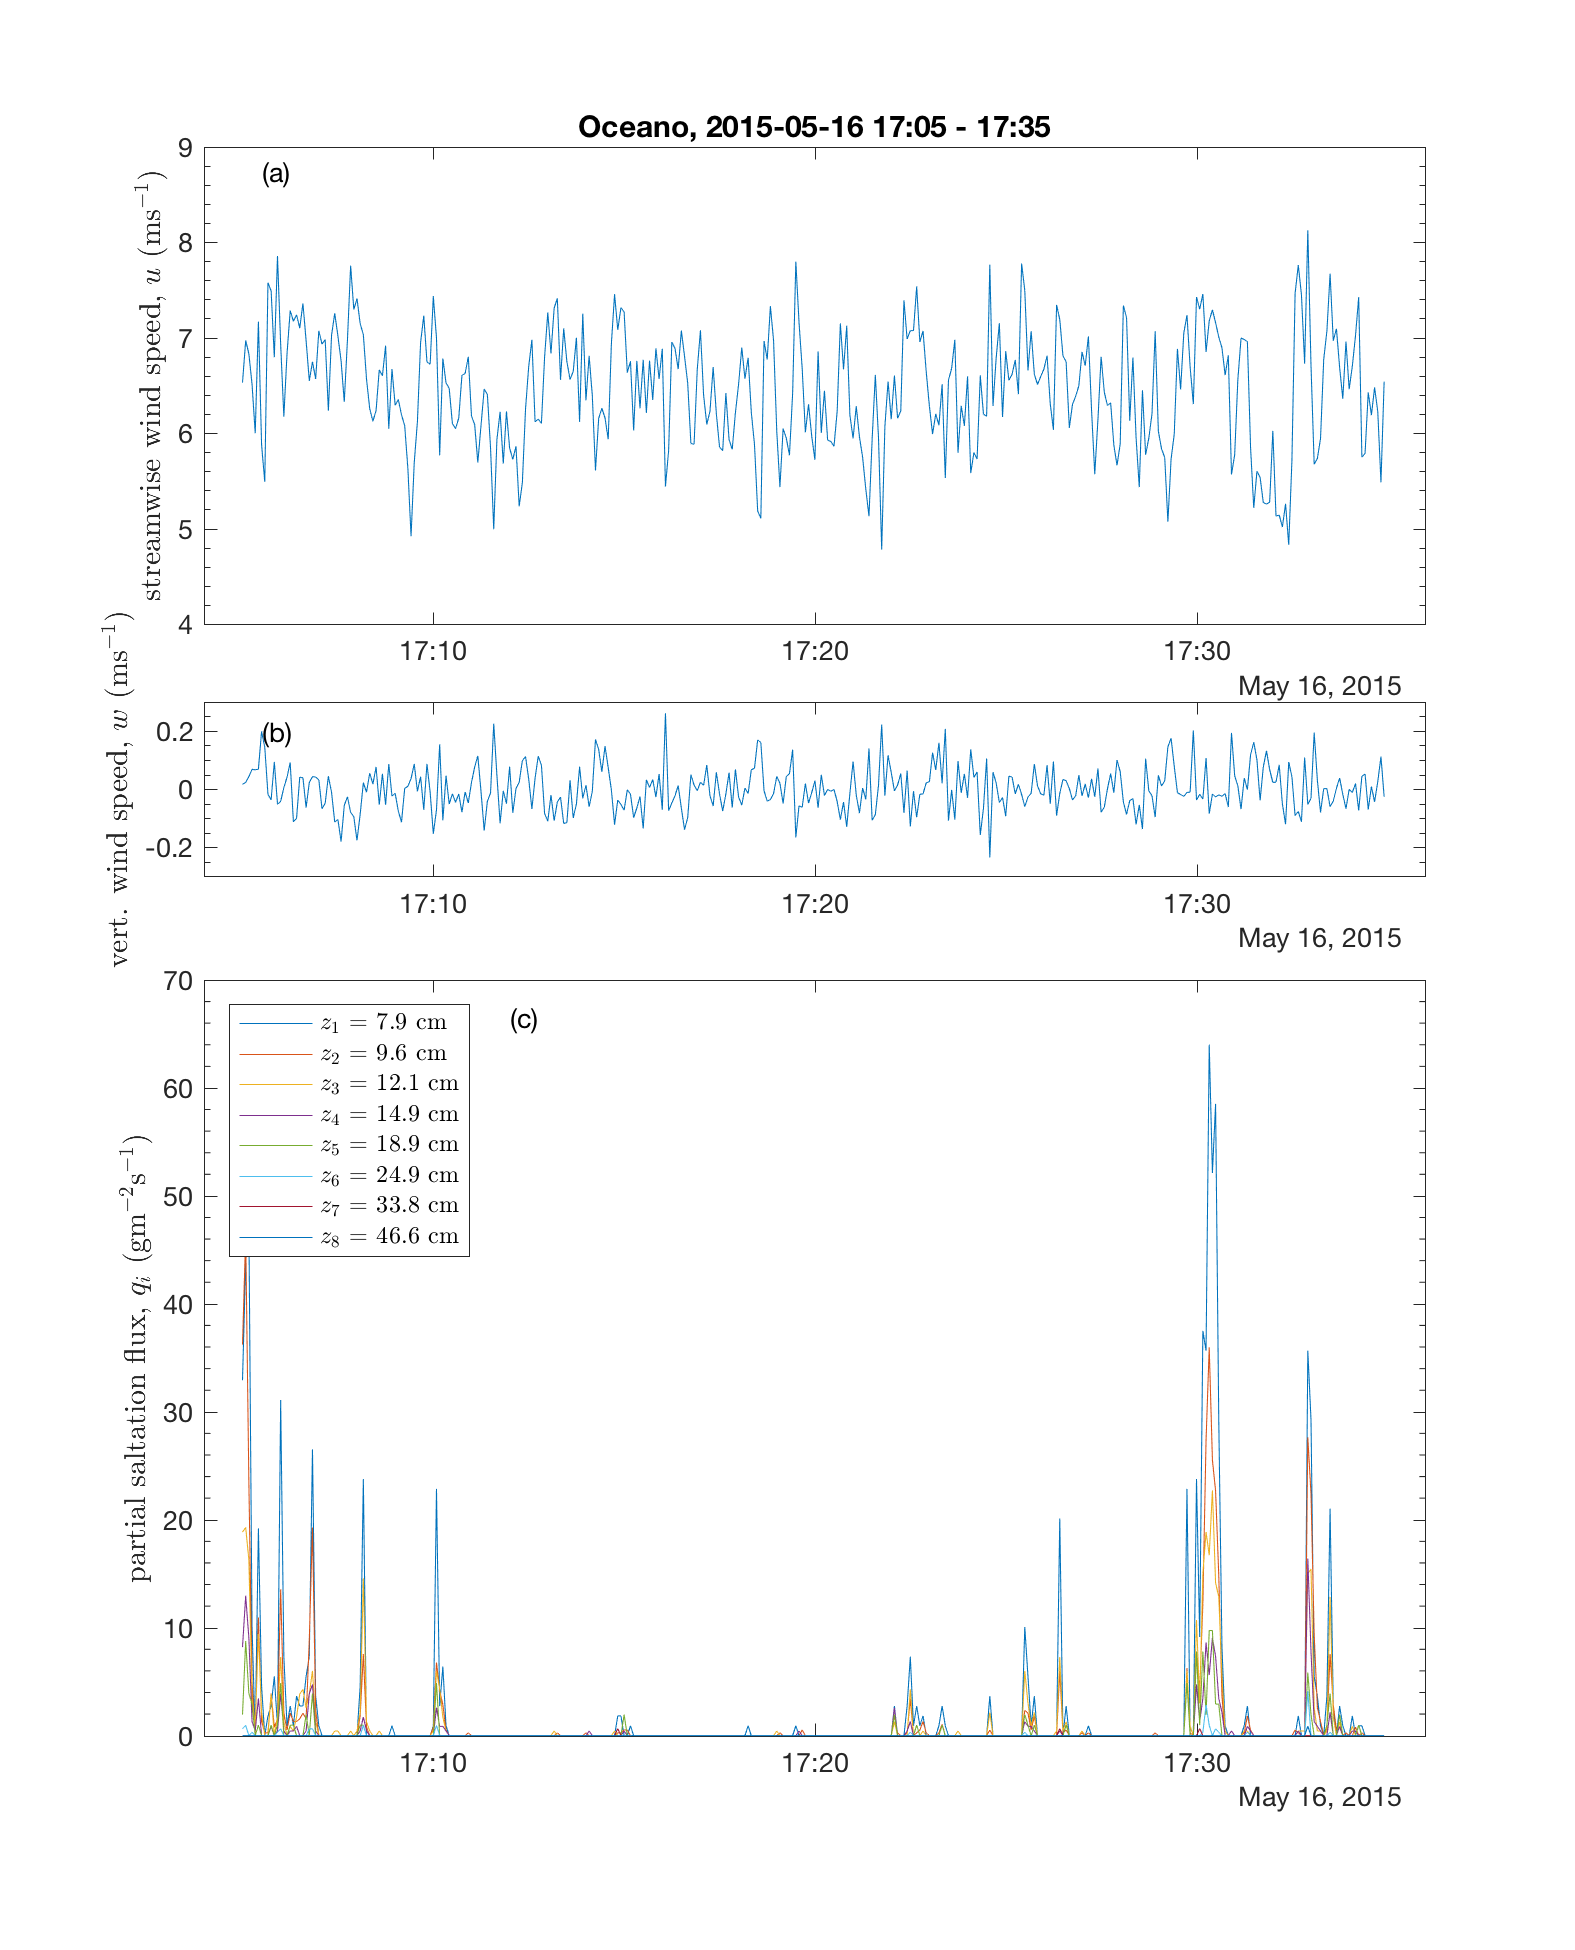 Oceano, 2015-05-16 17:05 - 17:35
(a)
streamwise wind speed, u (ms⁻¹)
9
8
7
6
5
4
17:10 17:20 17:30
May 16, 2015
(b)
vert. wind speed, w (ms⁻¹)
0.2
0
-0.2
17:10 17:20 17:30
May 16, 2015
(c)
partial saltation flux, qᵢ (gm⁻²s⁻¹)
70
60
50
40
30
20
10
0
z₁ = 7.9 cm
z₂ = 9.6 cm
z₃ = 12.1 cm
z₄ = 14.9 cm
z₅ = 18.9 cm
z₆ = 24.9 cm
z₇ = 33.8 cm
z₈ = 46.6 cm
17:10 17:20 17:30
May 16, 2015